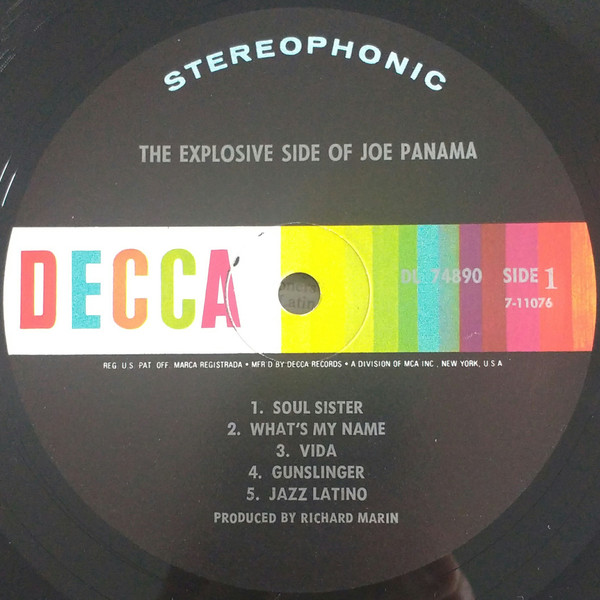 STEREOPHONIC
THE EXPLOSIVE SIDE OF JOE PANAMA
DECCA
DL 74890 SIDE 1
7-11076
REG. U.S. PAT. OFF. MARCA REGISTRADA • MFR'D BY DECCA RECORDS • A DIVISION OF MCA INC., NEW YORK, U.S.A
1. SOUL SISTER
2. WHAT'S MY NAME
3. VIDA
4. GUNSLINGER
5. JAZZ LATINO
PRODUCED BY RICHARD MARIN